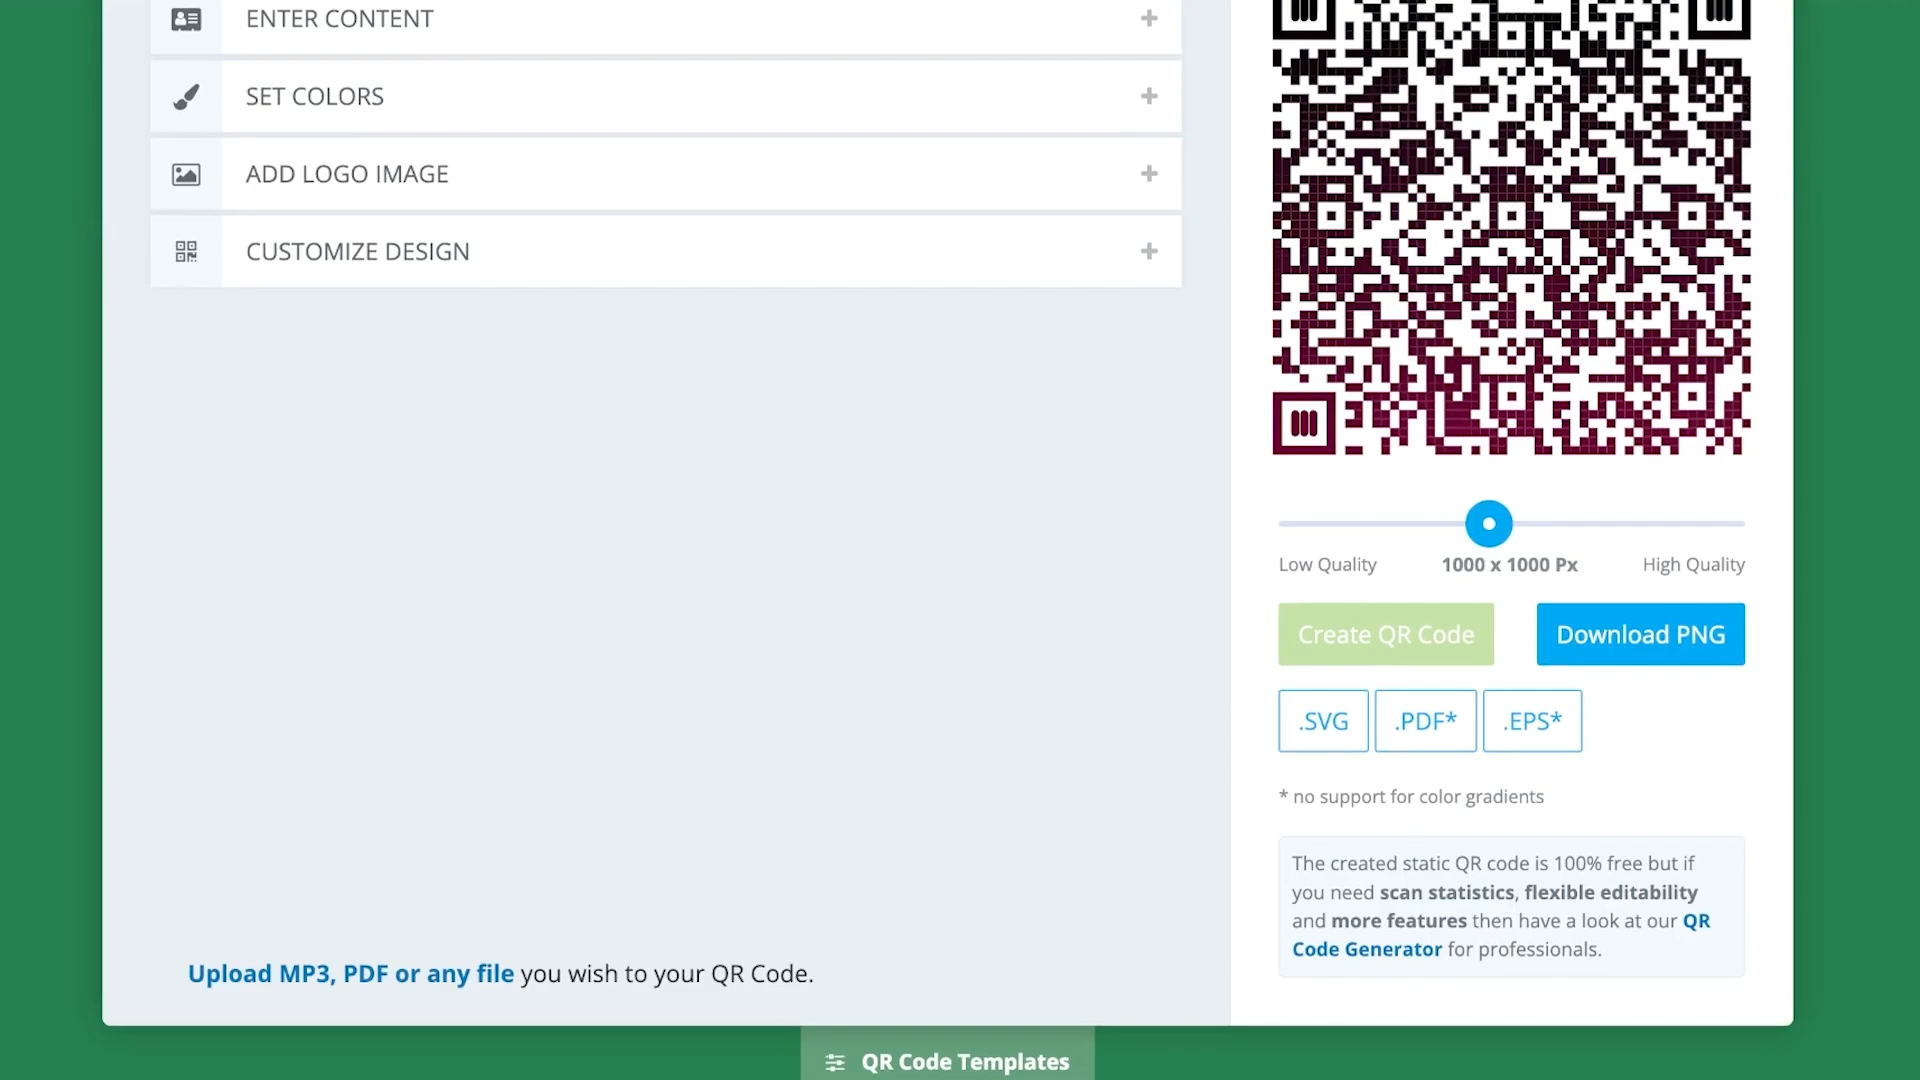 ENTER CONTENT
SET COLORS
ADD LOGO IMAGE
CUSTOMIZE DESIGN
Low Quality 1000 x 1000 Px High Quality
Create QR Code Download PNG
.SVG .PDF* .EPS*
* no support for color gradients
The created static QR code is 100% free but if
you need scan statistics, flexible editability
and more features then have a look at our QR
Code Generator for professionals.
Upload MP3, PDF or any file you wish to your QR Code.
QR Code Templates